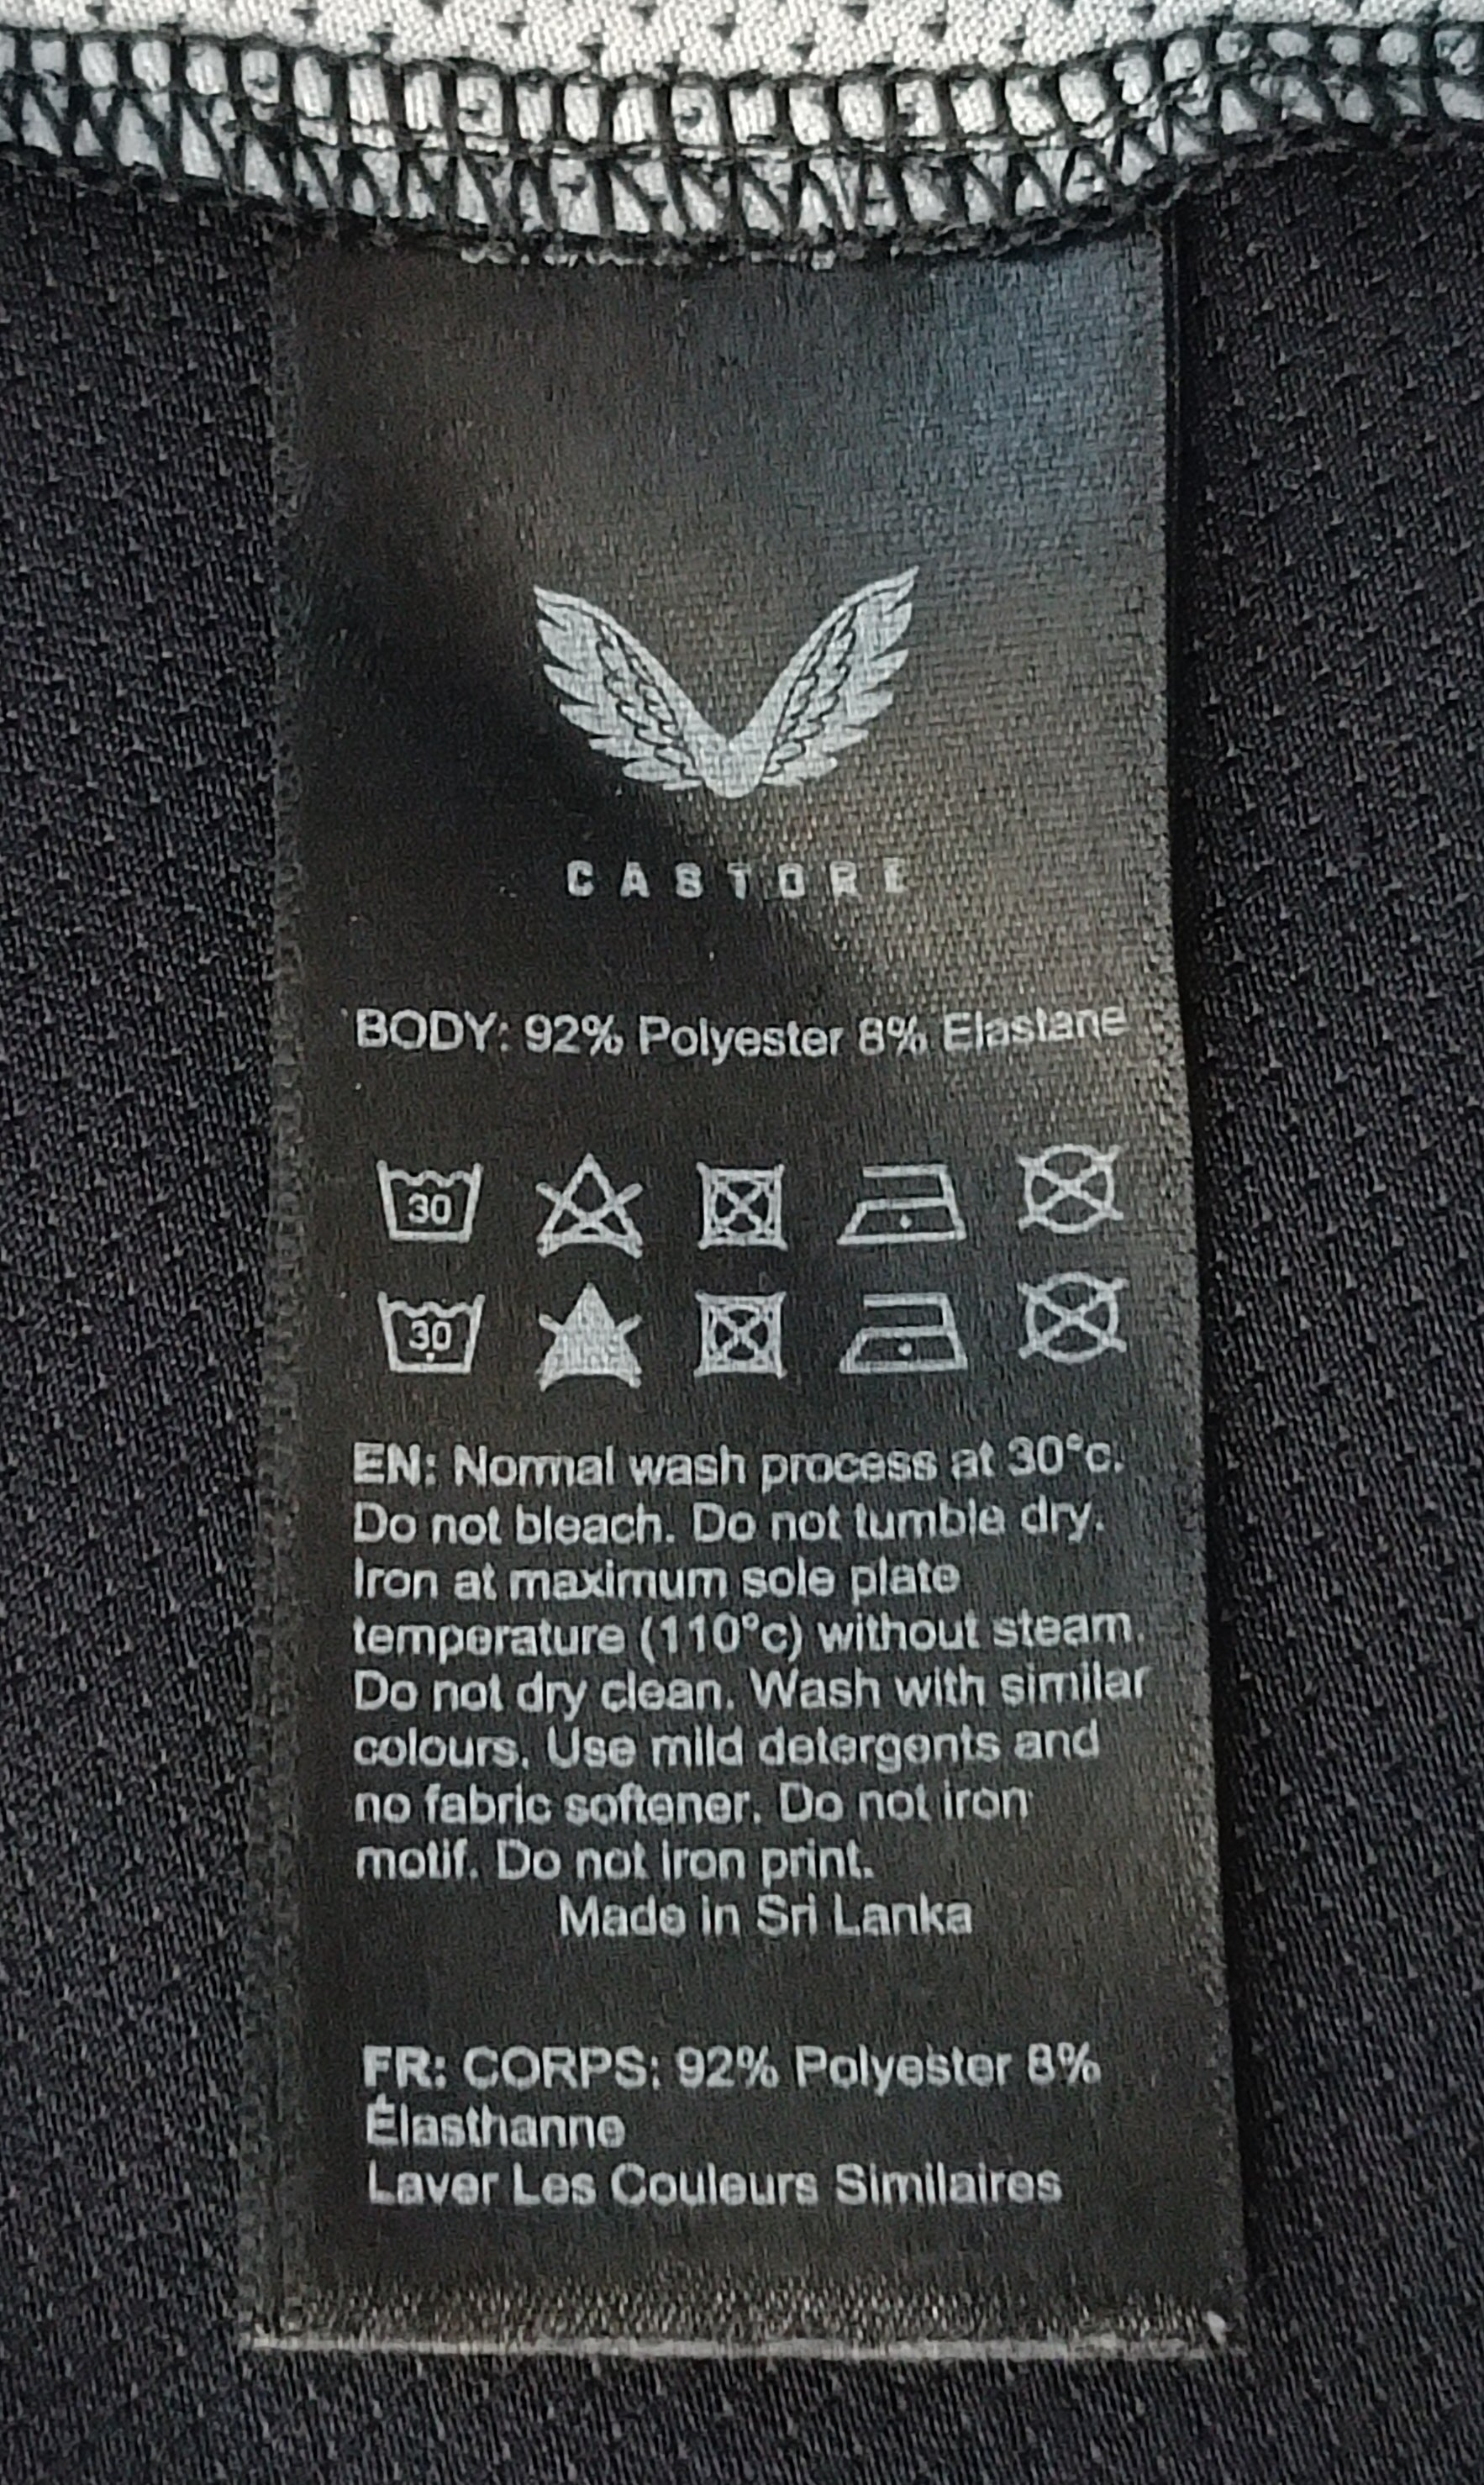 CASTORE
BODY: 92% Polyester 8% Elastane
30
30
EN: Normal wash process at 30°c.
Do not bleach. Do not tumble dry.
Iron at maximum sole plate
temperature (110°c) without steam.
Do not dry clean. Wash with similar
colours. Use mild detergents and
no fabric softener. Do not iron
motif. Do not iron print.
Made in Sri Lanka
FR: CORPS: 92% Polyester 8%
Élasthanne
Laver Les Couleurs Similaires